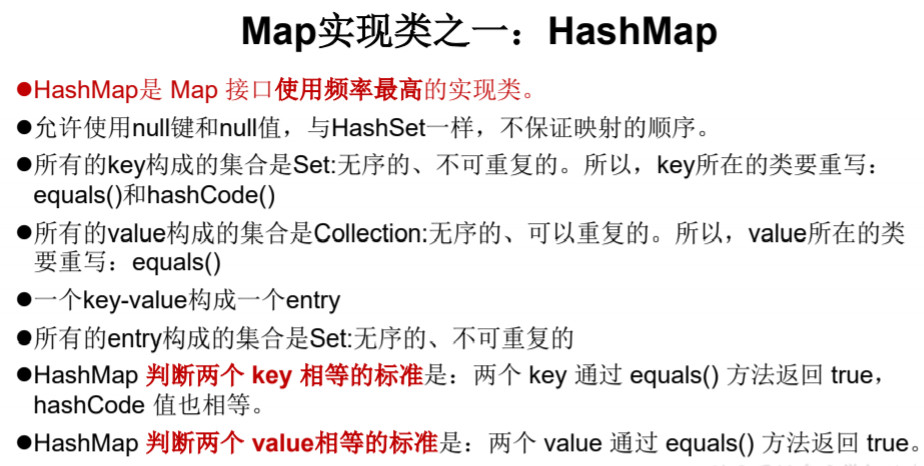 Map实现类之一：HashMap
●HashMap是 Map 接口使用频率最高的实现类。
●允许使用null键和null值，与HashSet一样，不保证映射的顺序。
●所有的key构成的集合是Set:无序的、不可重复的。所以，key所在的类要重写：
equals()和hashCode()
●所有的value构成的集合是Collection:无序的、可以重复的。所以，value所在的类
要重写：equals()
●一个key-value构成一个entry
●所有的entry构成的集合是Set:无序的、不可重复的
●HashMap 判断两个 key 相等的标准是：两个 key 通过 equals() 方法返回 true，
hashCode 值也相等。
●HashMap 判断两个 value相等的标准是：两个 value 通过 equals() 方法返回 true。